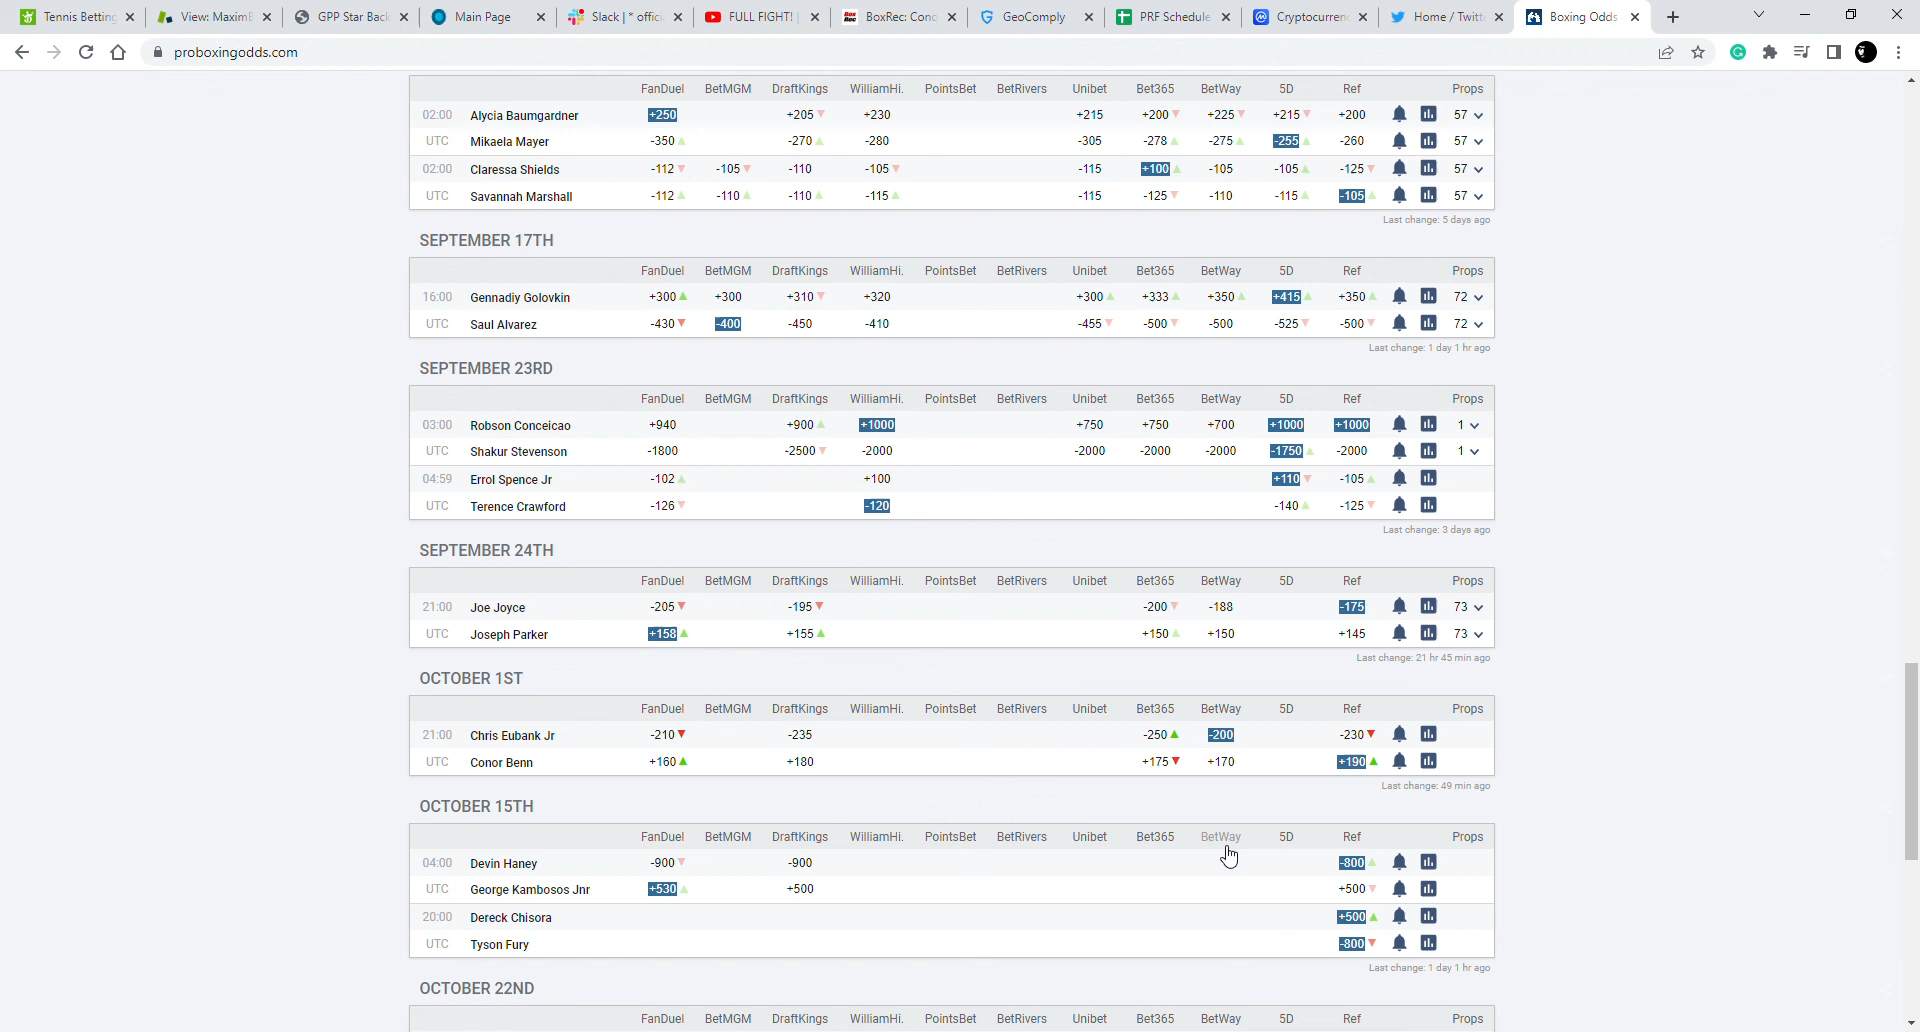 Tennis Betting View: MaximB GPP Star Back Main Page Slack | * offic FULL FIGHT! | BoxRec: Conc GeoComply PRF Schedule Cryptocurrenc Home / Twitte Boxing Odds
proboxingodds.com
FanDuel BetMGM DraftKings WilliamHi. PointsBet BetRivers Unibet Bet365 BetWay 5D Ref Props
02:00 Alycia Baumgardner +250 +205 +230 +215 +200 +225 +215 +200 57
UTC Mikaela Mayer -350 -270 -280 -305 -278 -275 -255 -260 57
02:00 Claressa Shields -112 -105 -110 -105 -115 +100 -105 -105 -125 57
UTC Savannah Marshall -112 -110 -110 -115 -115 -125 -110 -115 -105 57
Last change: 5 days ago
SEPTEMBER 17TH
FanDuel BetMGM DraftKings WilliamHi. PointsBet BetRivers Unibet Bet365 BetWay 5D Ref Props
16:00 Gennadiy Golovkin +300 +300 +310 +320 +300 +333 +350 +415 +350 72
UTC Saul Alvarez -430 -400 -450 -410 -455 -500 -500 -525 -500 72
Last change: 1 day 1 hr ago
SEPTEMBER 23RD
FanDuel BetMGM DraftKings WilliamHi. PointsBet BetRivers Unibet Bet365 BetWay 5D Ref Props
03:00 Robson Conceicao +940 +900 +1000 +750 +750 +700 +1000 +1000 1
UTC Shakur Stevenson -1800 -2500 -2000 -2000 -2000 -2000 -1750 -2000 1
04:59 Errol Spence Jr -102 +100 +110 -105
UTC Terence Crawford -126 -120 -140 -125
Last change: 3 days ago
SEPTEMBER 24TH
FanDuel BetMGM DraftKings WilliamHi. PointsBet BetRivers Unibet Bet365 BetWay 5D Ref Props
21:00 Joe Joyce -205 -195 -200 -188 -175 73
UTC Joseph Parker +158 +155 +150 +150 +145 73
Last change: 21 hr 45 min ago
OCTOBER 1ST
FanDuel BetMGM DraftKings WilliamHi. PointsBet BetRivers Unibet Bet365 BetWay 5D Ref Props
21:00 Chris Eubank Jr -210 -235 -250 -200 -230
UTC Conor Benn +160 +180 +175 +170 +190
Last change: 49 min ago
OCTOBER 15TH
FanDuel BetMGM DraftKings WilliamHi. PointsBet BetRivers Unibet Bet365 BetWay 5D Ref Props
04:00 Devin Haney -900 -900 -800
UTC George Kambosos Jnr +530 +500 +500
20:00 Dereck Chisora +500
UTC Tyson Fury -800
Last change: 1 day 1 hr ago
OCTOBER 22ND
FanDuel BetMGM DraftKings WilliamHi. PointsBet BetRivers Unibet Bet365 BetWay 5D Ref Props